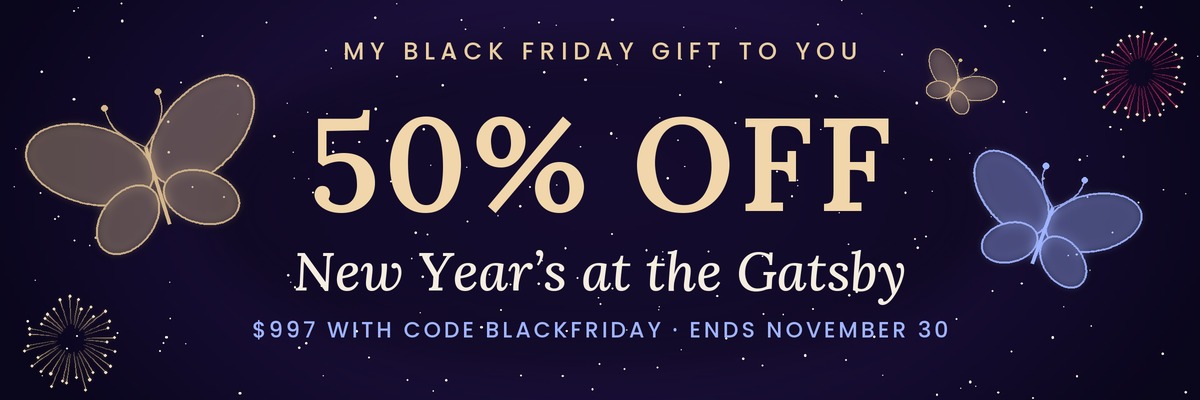 MY BLACK FRIDAY GIFT TO YOU
50% OFF
New Year’s at the Gatsby
$997 WITH CODE BLACKFRIDAY · ENDS NOVEMBER 30